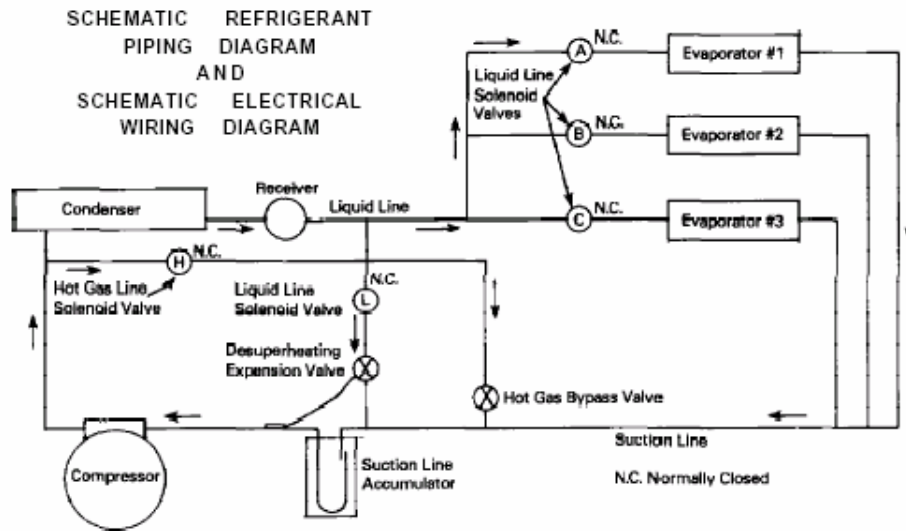 SCHEMATIC REFRIGERANT
PIPING DIAGRAM
AND
SCHEMATIC ELECTRICAL
WIRING DIAGRAM
A
N.C.
Evaporator #1
Liquid Line
Solenoid
Valves
B
N.C.
Evaporator #2
Receiver
Condenser
Liquid Line
C
N.C.
Evaporator #3
H
N.C.
Hot Gas Line
Solenoid Valve
Liquid Line
Solenoid Valve
N.C.
L
Desuperheating
Expansion Valve
Hot Gas Bypass Valve
Suction Line
Compressor
Suction Line
Accumulator
N.C. Normally Closed